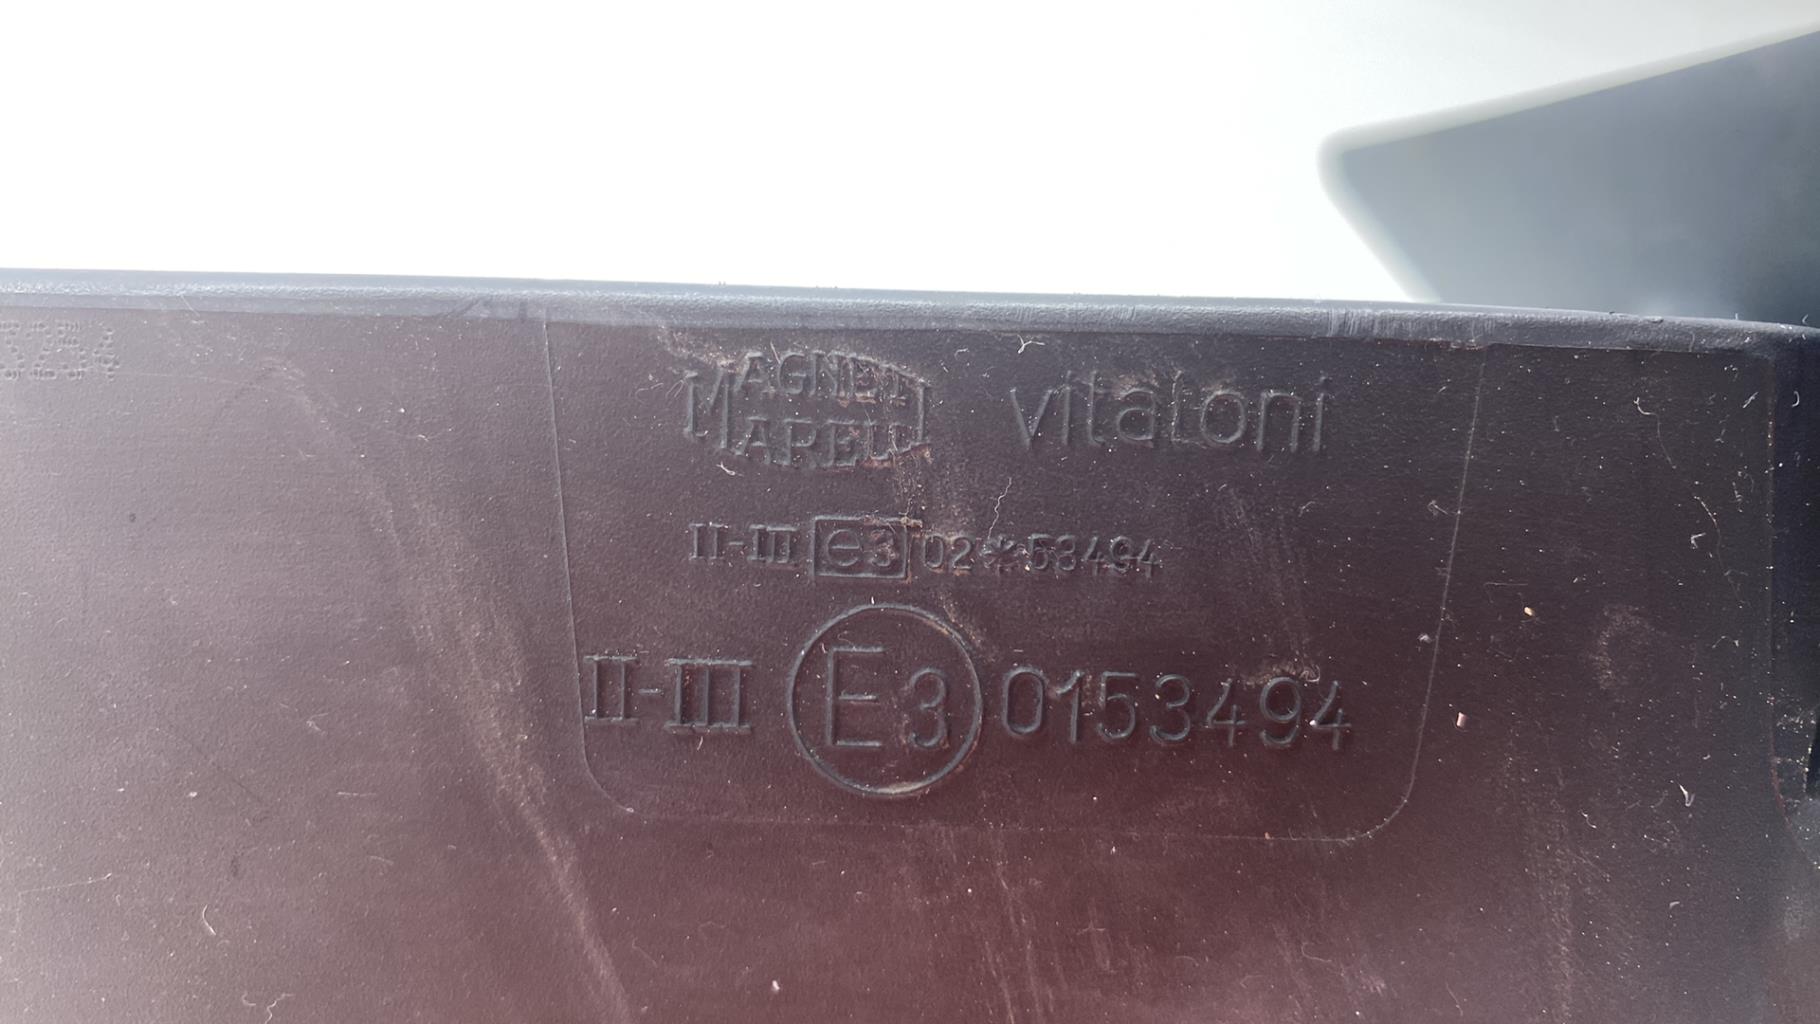 MAGNETI
MARELLI
vitaloni
II-III e3 02*53494
II-III E3 0153494